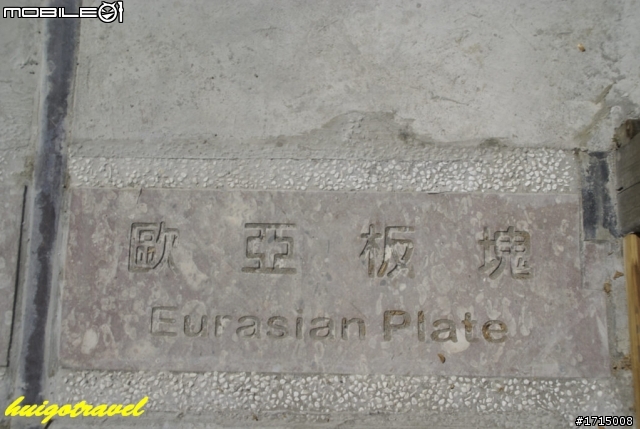 MOBILE01
歐亞板塊
Eurasian Plate
huigotravel
#1715008